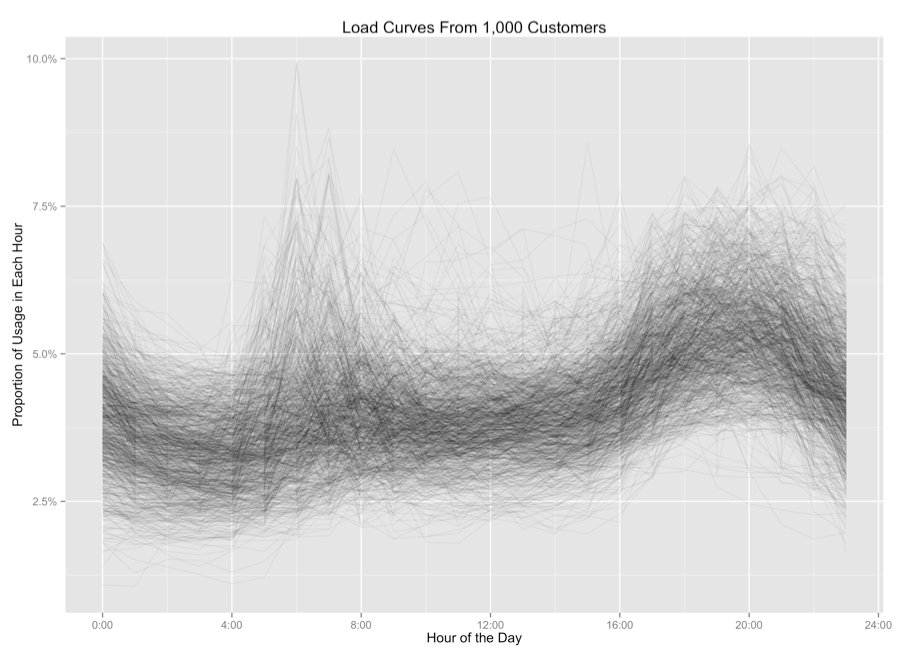 Load Curves From 1,000 Customers
10.0%
7.5%
5.0%
2.5%
Proportion of Usage in Each Hour
0:00 4:00 8:00 12:00 16:00 20:00 24:00
Hour of the Day